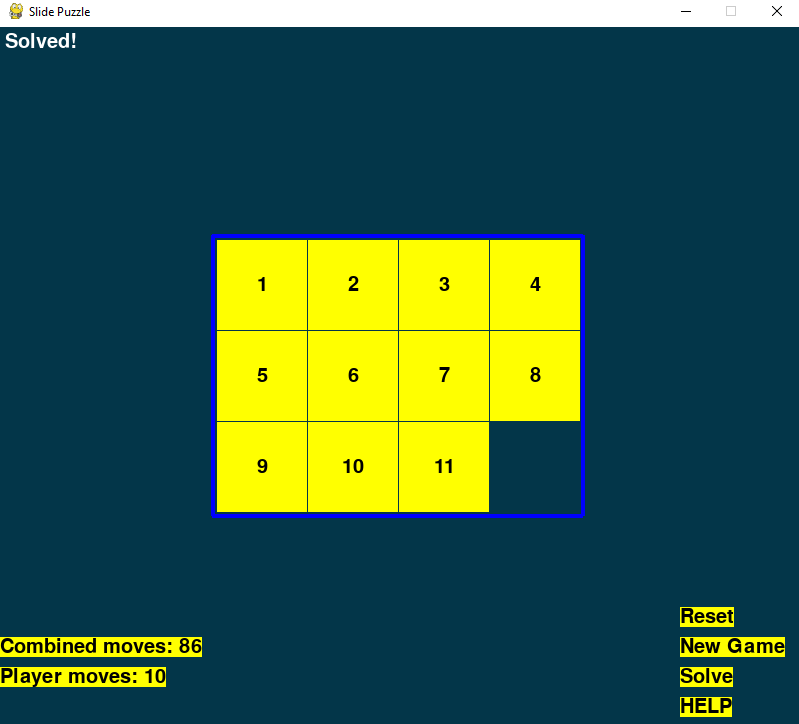 Slide Puzzle
Solved!
1 2 3 4
5 6 7 8
9 10 11
Reset
Combined moves: 86
New Game
Player moves: 10
Solve
HELP